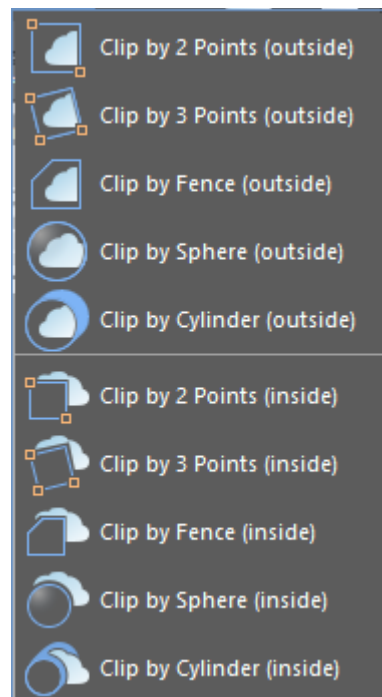 Clip by 2 Points (outside)
Clip by 3 Points (outside)
Clip by Fence (outside)
Clip by Sphere (outside)
Clip by Cylinder (outside)
Clip by 2 Points (inside)
Clip by 3 Points (inside)
Clip by Fence (inside)
Clip by Sphere (inside)
Clip by Cylinder (inside)